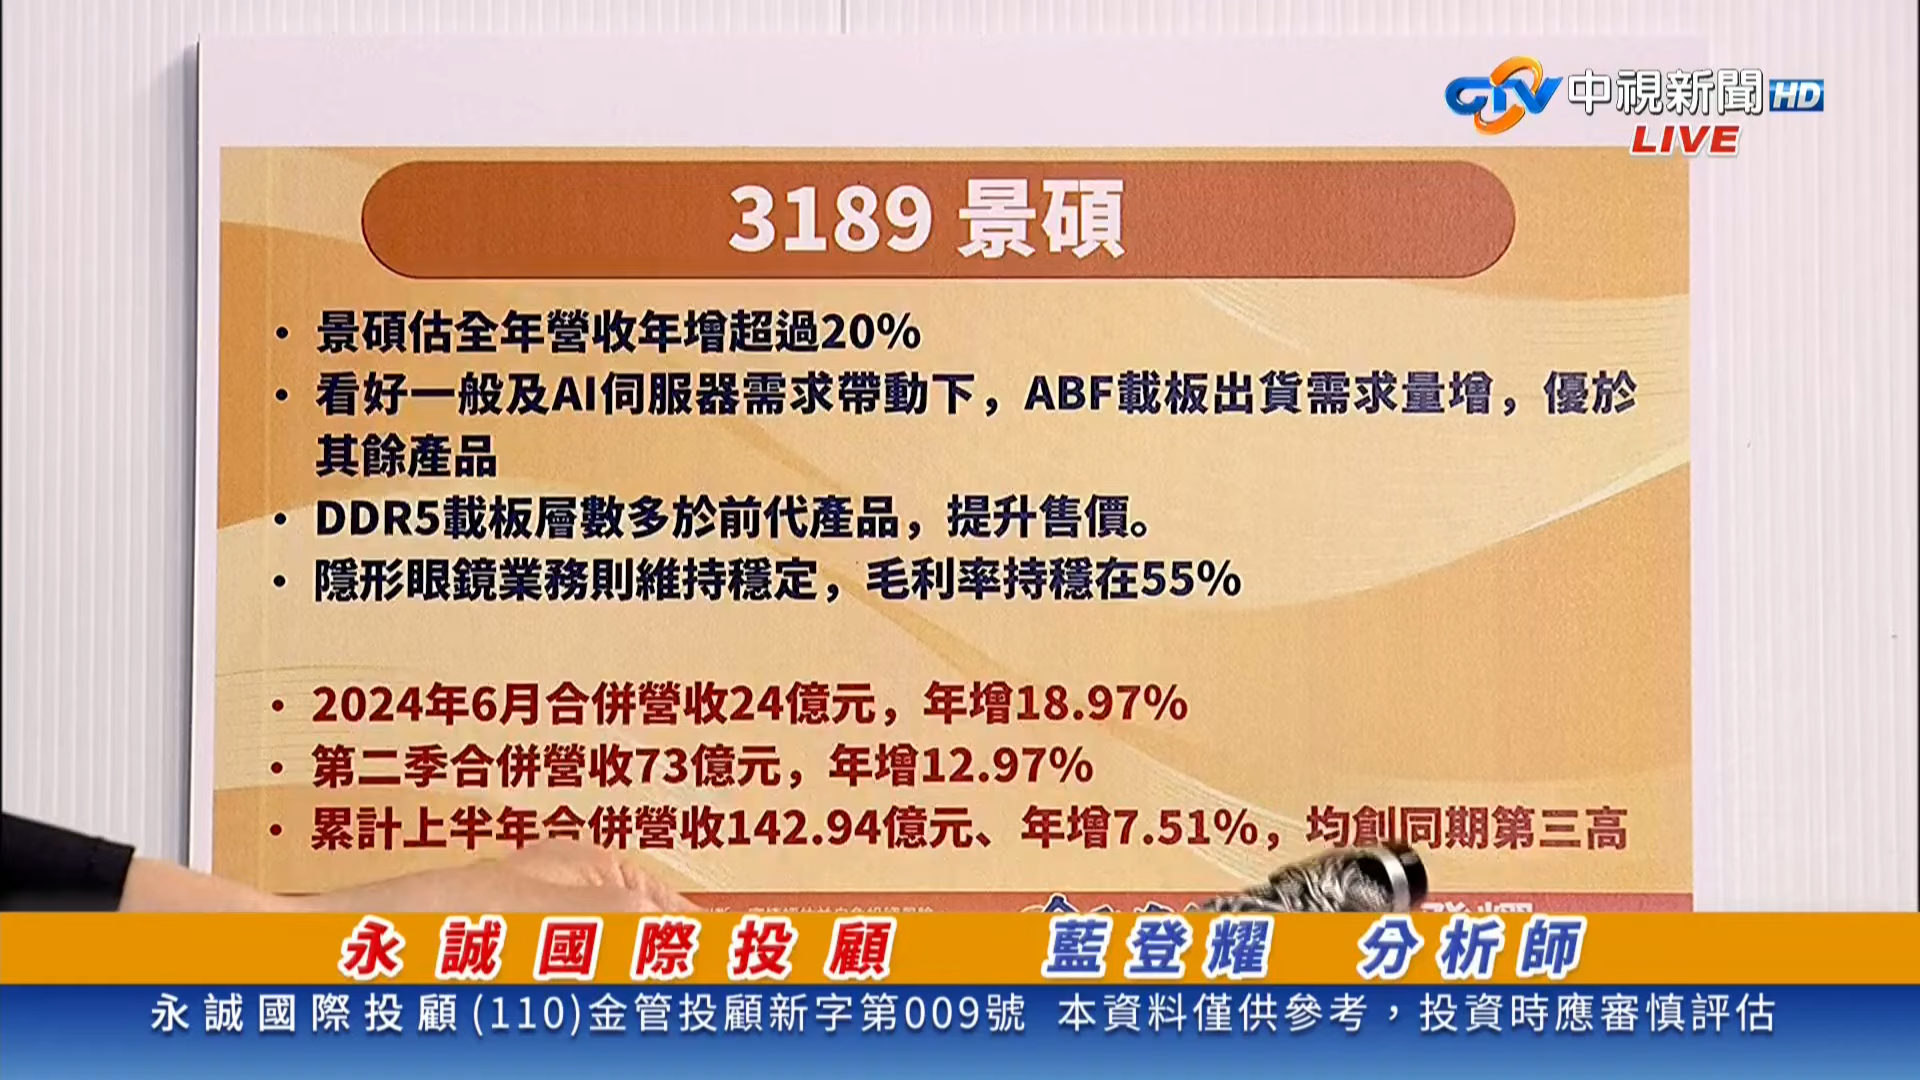 CTV 中視新聞 HD
LIVE
3189 景碩
• 景碩估全年營收年增超過20%
• 看好一般及AI伺服器需求帶動下，ABF載板出貨需求量增，優於
其餘產品
• DDR5載板層數多於前代產品，提升售價。
• 隱形眼鏡業務則維持穩定，毛利率持穩在55%
• 2024年6月合併營收24億元，年增18.97%
• 第二季合併營收73億元，年增12.97%
• 累計上半年合併營收142.94億元、年增7.51%，均創同期第三高
永誠國際投顧 藍登耀 分析師
永誠國際投顧(110)金管投顧新字第009號 本資料僅供參考，投資時應審慎評估